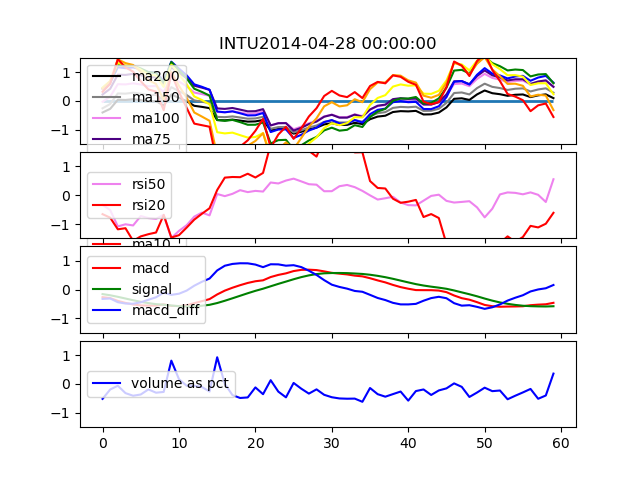 INTU2014-04-28 00:00:00
1
0
−1
ma200
ma150
ma100
ma75
1
0
−1
rsi50
rsi20
ma10
1
0
−1
macd
signal
macd_diff
1
0
−1
volume as pct
0 10 20 30 40 50 60